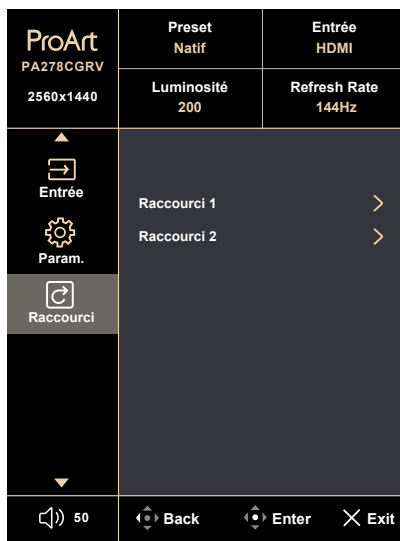 ProArt
PA278CGRV
2560x1440
Preset
Natif
Entrée
HDMI
Luminosité
200
Refresh Rate
144Hz
Entrée
Param.
Raccourci
Raccourci 1
Raccourci 2
50
Back
Enter
Exit